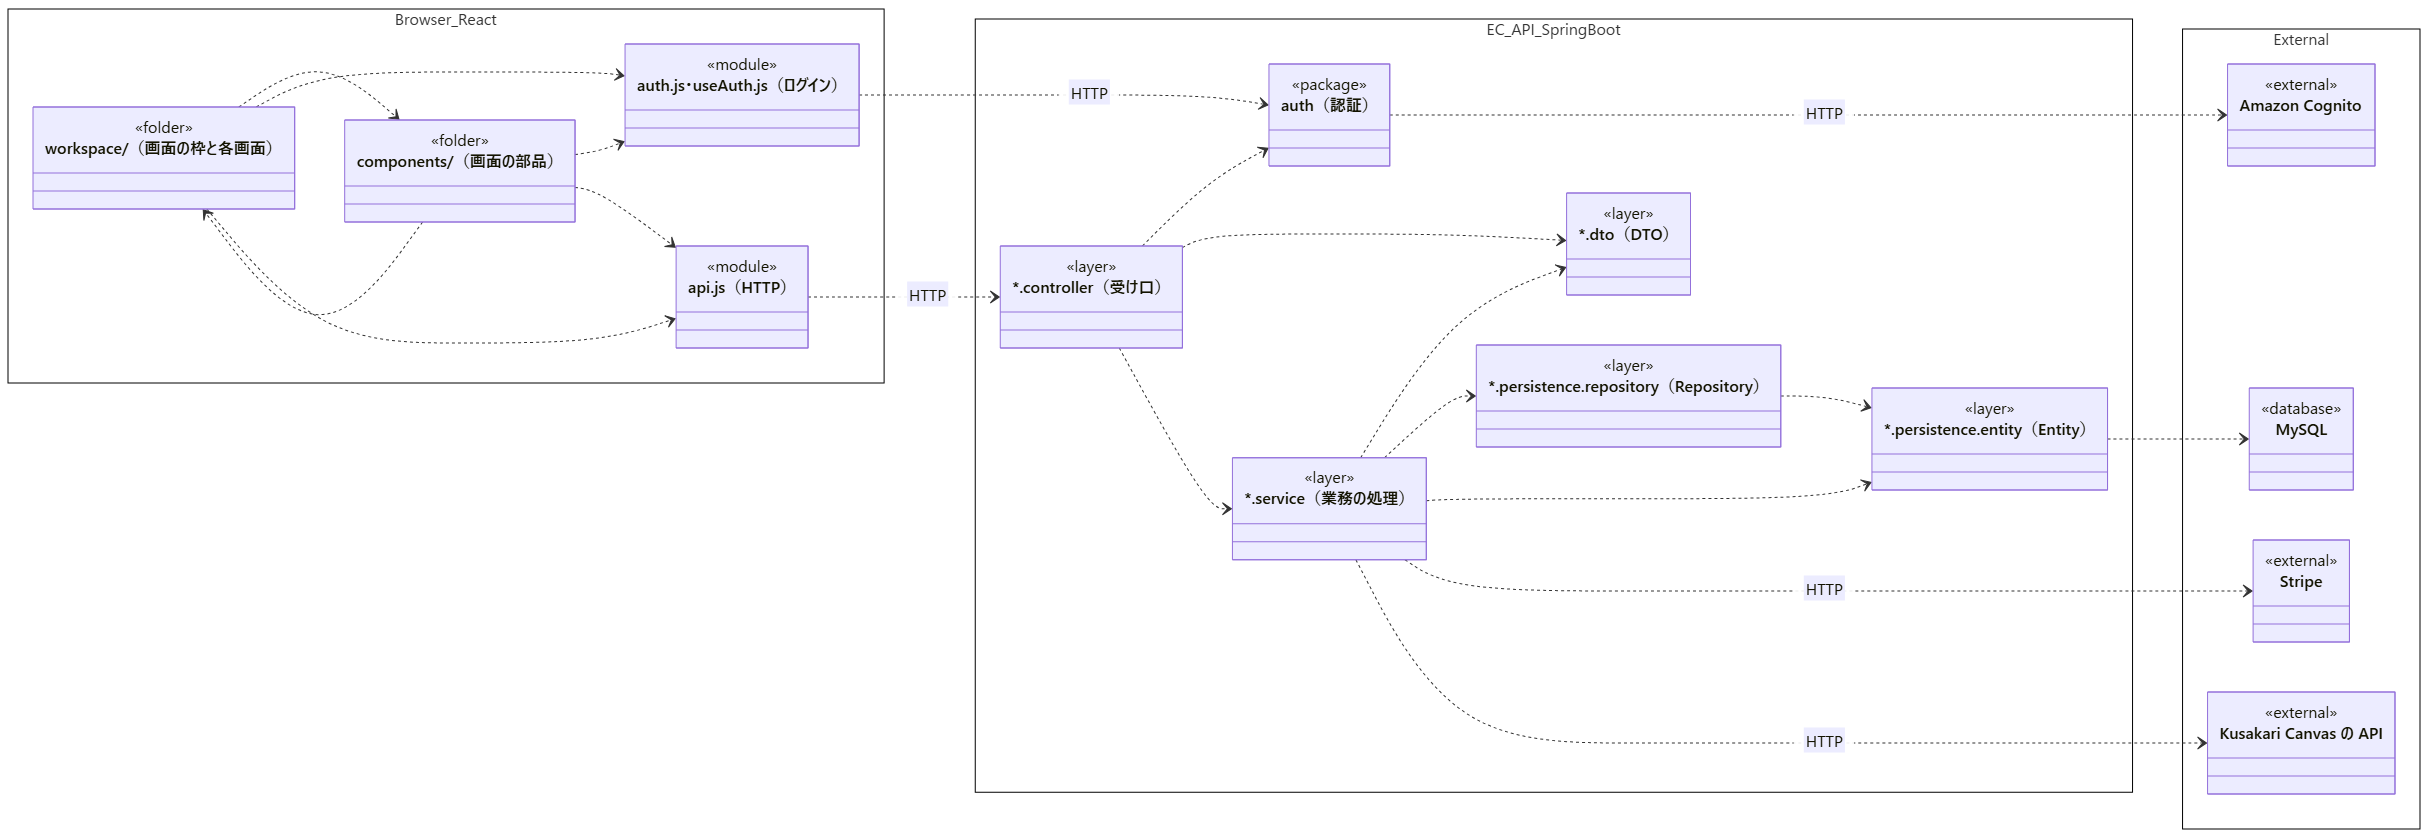 Browser_React
«folder»
workspace/（画面の枠と各画面）
«folder»
components/（画面の部品）
«module»
auth.js・useAuth.js（ログイン）
«module»
api.js（HTTP）
HTTP
HTTP
EC_API_SpringBoot
«package»
auth（認証）
«layer»
*.controller（受け口）
«layer»
*.dto（DTO）
«layer»
*.persistence.repository（Repository）
«layer»
*.service（業務の処理）
«layer»
*.persistence.entity（Entity）
HTTP
HTTP
HTTP
External
«external»
Amazon Cognito
«database»
MySQL
«external»
Stripe
«external»
Kusakari Canvas の API